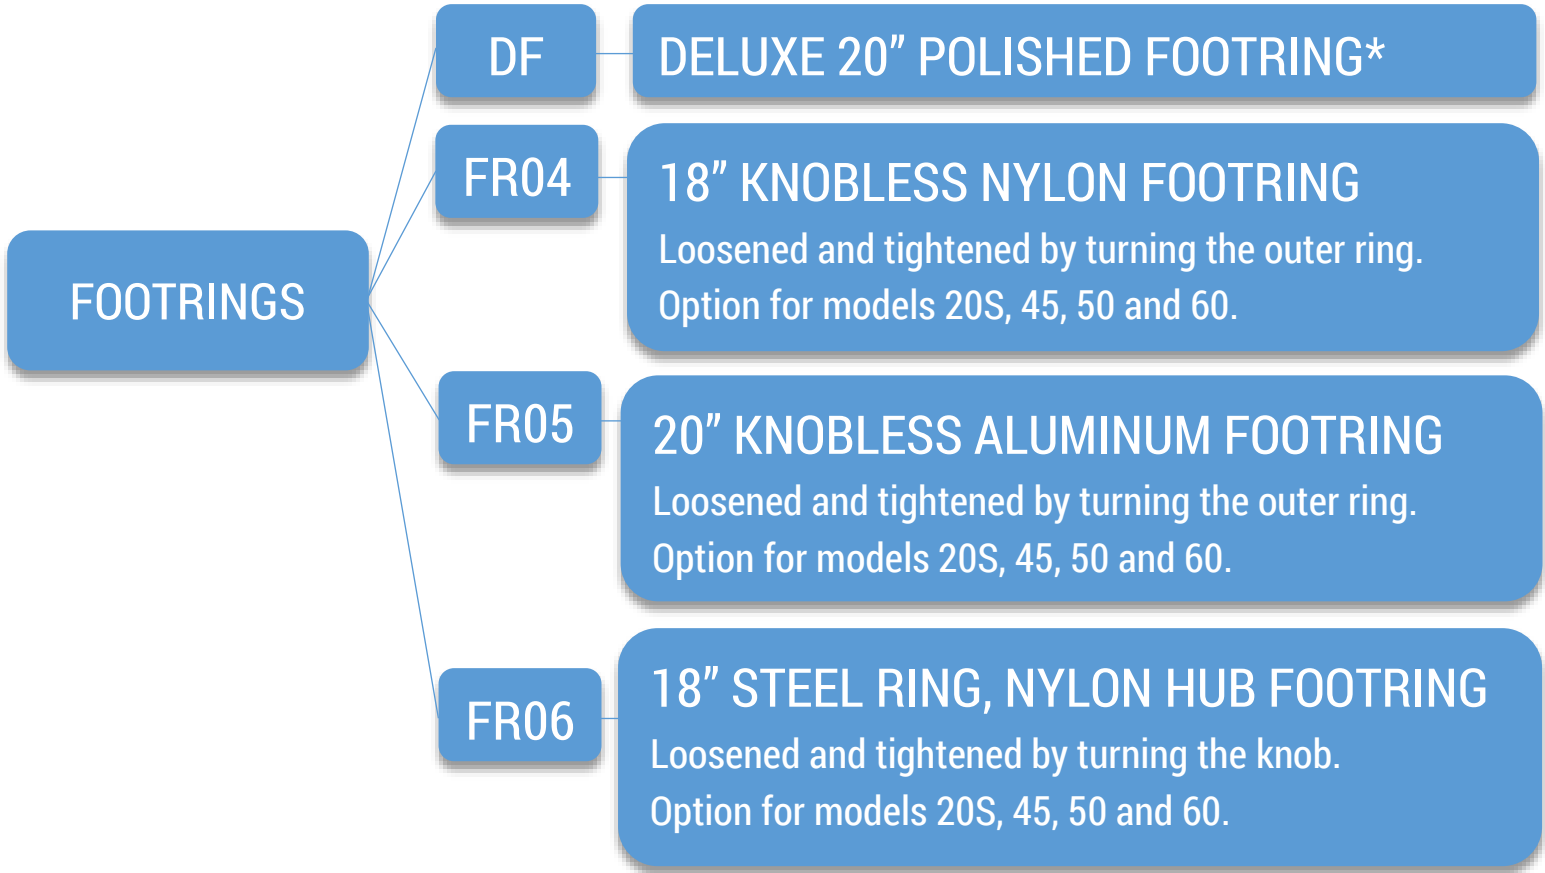 FOOTRINGS
DF
DELUXE 20” POLISHED FOOTRING*
FR04
18” KNOBLESS NYLON FOOTRING
Loosened and tightened by turning the outer ring.
Option for models 20S, 45, 50 and 60.
FR05
20” KNOBLESS ALUMINUM FOOTRING
Loosened and tightened by turning the outer ring.
Option for models 20S, 45, 50 and 60.
FR06
18” STEEL RING, NYLON HUB FOOTRING
Loosened and tightened by turning the knob.
Option for models 20S, 45, 50 and 60.